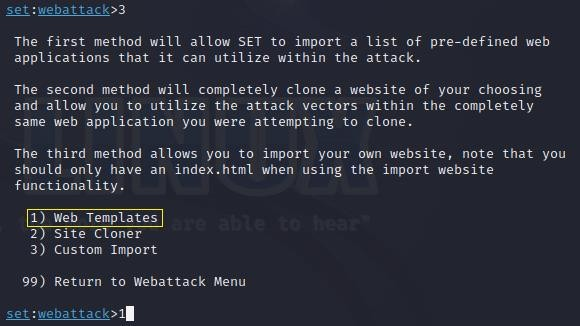 set:webattack>3
The first method will allow SET to import a list of pre-defined web
applications that it can utilize within the attack.
The second method will completely clone a website of your choosing
and allow you to utilize the attack vectors within the completely
same web application you were attempting to clone.
The third method allows you to import your own website, note that you
should only have an index.html when using the import website
functionality.
1) Web Templates
2) Site Cloner
3) Custom Import
are able to hear"
99) Return to Webattack Menu
set:webattack>1